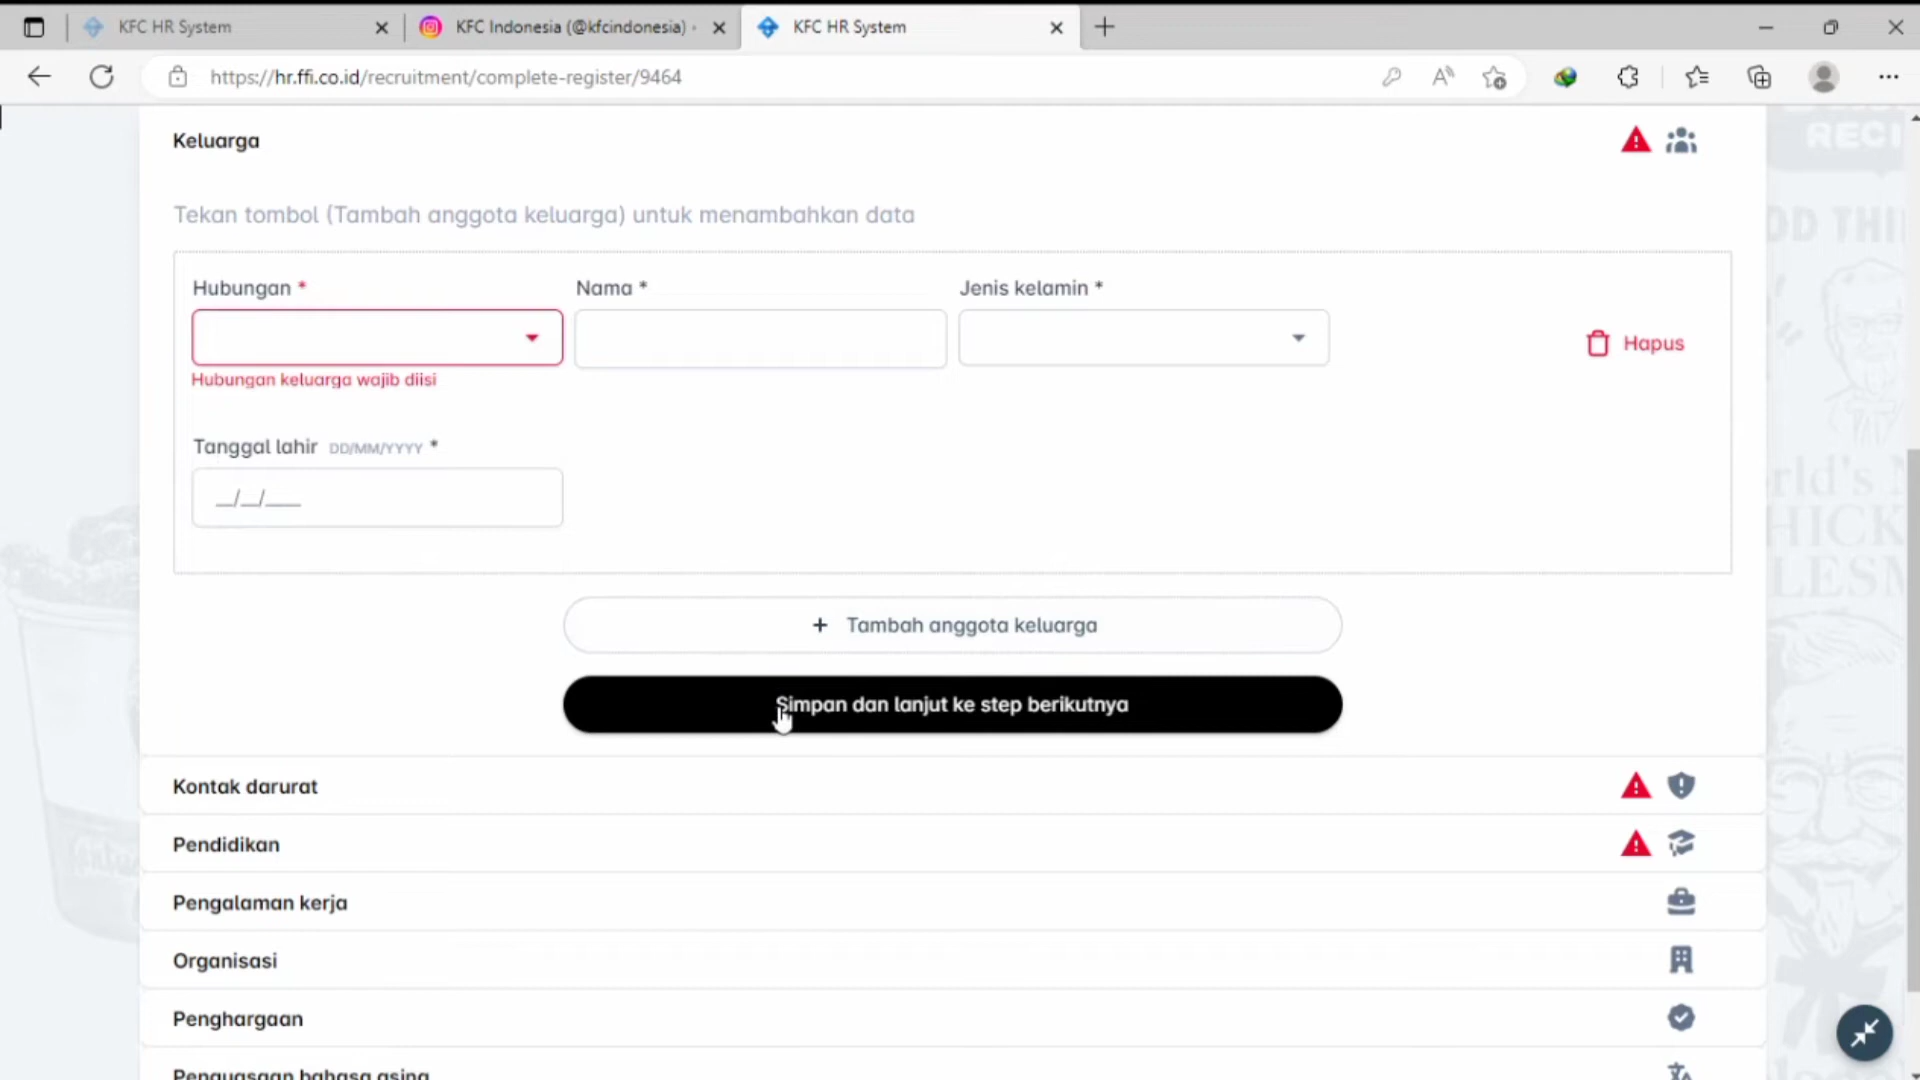 KFC HR System
KFC Indonesia (@kfcindonesia)
KFC HR System
https://hr.ffi.co.id/recruitment/complete-register/9464
Keluarga
Tekan tombol (Tambah anggota keluarga) untuk menambahkan data
Hubungan *
Nama *
Jenis kelamin *
Hapus
Hubungan keluarga wajib diisi
Tanggal lahir DD/MM/YYYY *
__/__/____
+ Tambah anggota keluarga
Simpan dan lanjut ke step berikutnya
Kontak darurat
Pendidikan
Pengalaman kerja
Organisasi
Penghargaan
Penguasaan bahasa asing